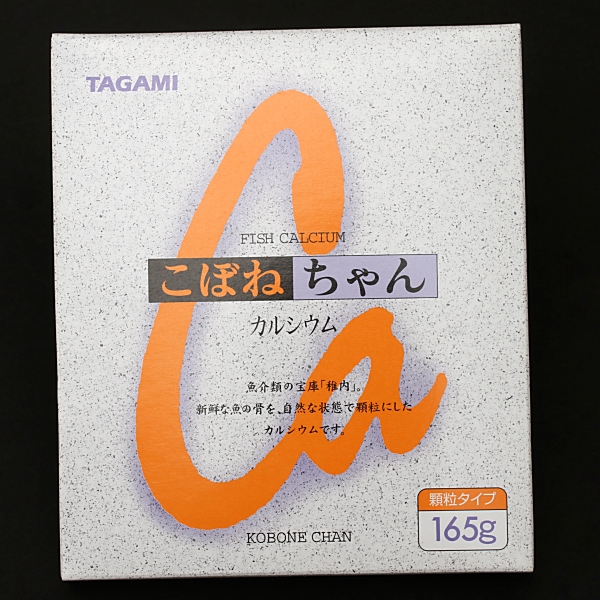 TAGAMI
Ca
FISH CALCIUM
こぼねちゃん
カルシウム
魚介類の宝庫「稚内」。
新鮮な魚の骨を、自然な状態で顆粒にした
カルシウムです。
顆粒タイプ
165g
KOBONE CHAN